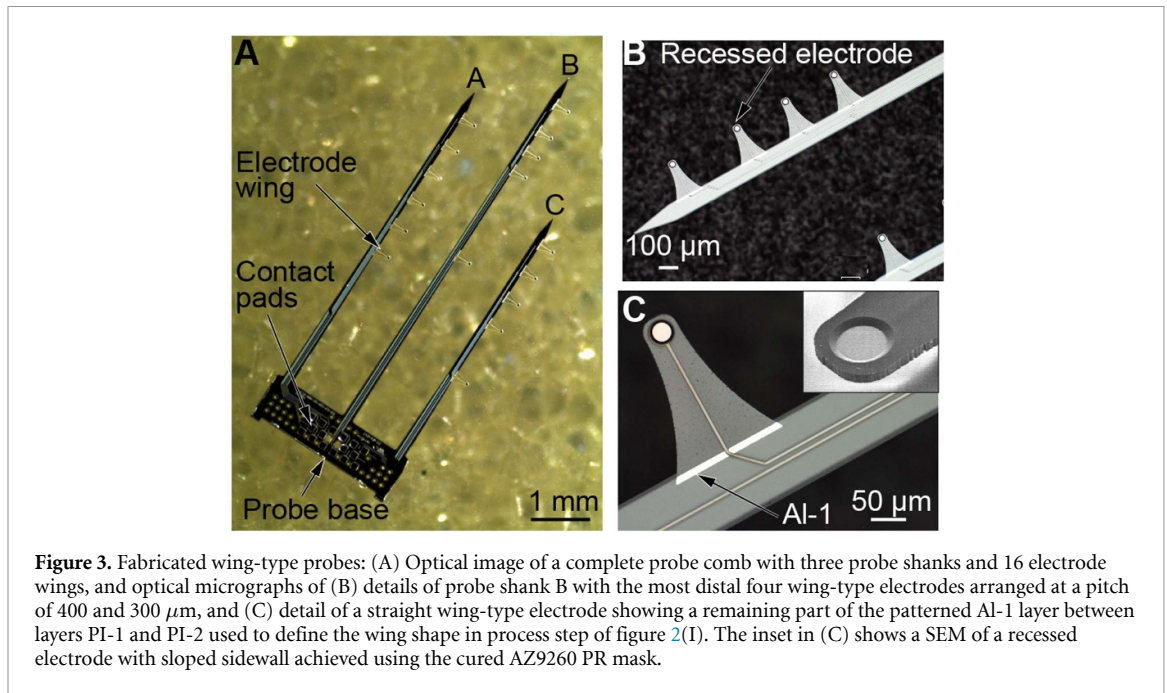 A
A
B
C
Electrode
wing
Contact
pads
Probe base
1 mm
B
Recessed electrode
100 μm
C
Al-1
50 μm
Figure 3. Fabricated wing-type probes: (A) Optical image of a complete probe comb with three probe shanks and 16 electrode
wings, and optical micrographs of (B) details of probe shank B with the most distal four wing-type electrodes arranged at a pitch
of 400 and 300 μm, and (C) detail of a straight wing-type electrode showing a remaining part of the patterned Al-1 layer between
layers PI-1 and PI-2 used to define the wing shape in process step of figure 2(I). The inset in (C) shows a SEM of a recessed
electrode with sloped sidewall achieved using the cured AZ9260 PR mask.